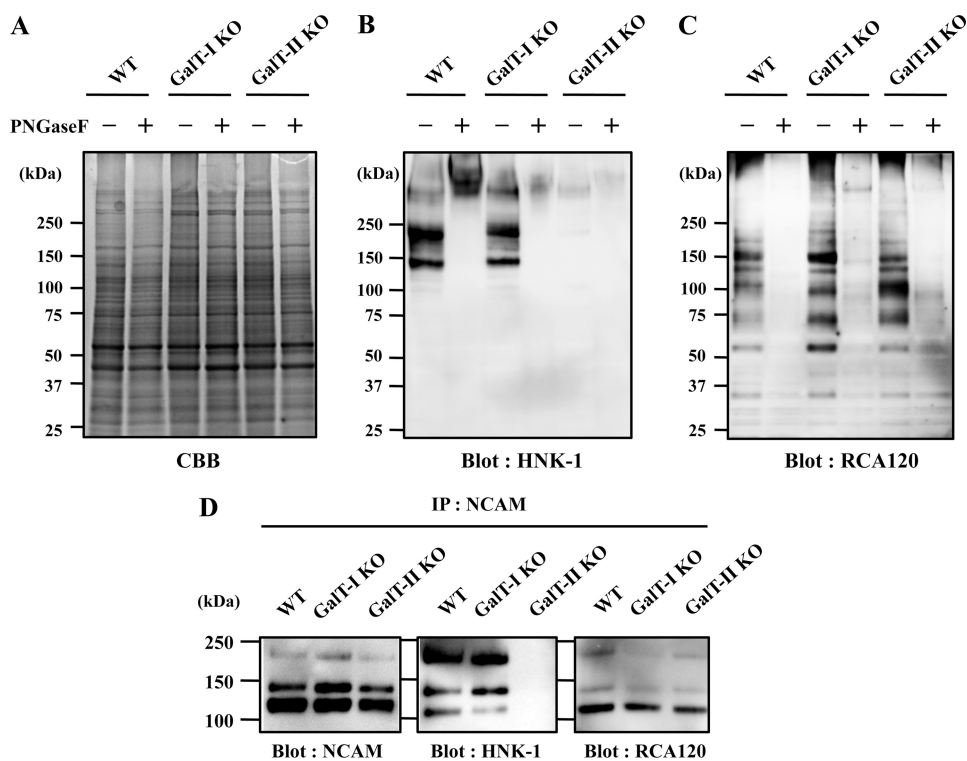 A
WT
GalT-I KO
GalT-II KO
PNGaseF
− + − + − +
(kDa)
250
150
100
75
50
37
25
CBB
B
WT
GalT-I KO
GalT-II KO
− + − + − +
(kDa)
250
150
100
75
50
37
25
Blot : HNK-1
C
WT
GalT-I KO
GalT-II KO
− + − + − +
(kDa)
250
150
100
75
50
37
25
Blot : RCA120
D
IP : NCAM
WT
GalT-I KO
GalT-II KO
WT
GalT-I KO
GalT-II KO
WT
GalT-I KO
GalT-II KO
(kDa)
250
150
100
Blot : NCAM
Blot : HNK-1
Blot : RCA120